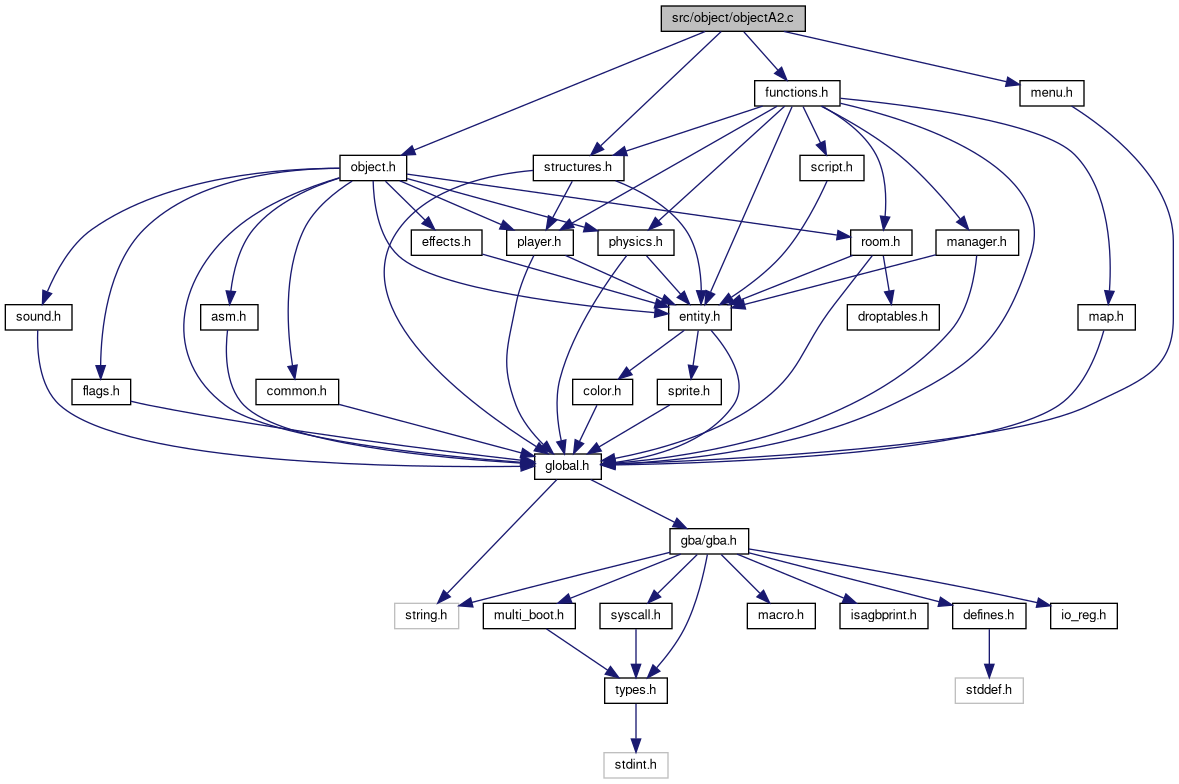 src/object/objectA2.c
functions.h
menu.h
object.h
structures.h
script.h
effects.h
player.h
physics.h
room.h
manager.h
sound.h
asm.h
entity.h
droptables.h
map.h
flags.h
common.h
color.h
sprite.h
global.h
gba/gba.h
string.h
multi_boot.h
syscall.h
macro.h
isagbprint.h
defines.h
io_reg.h
types.h
stddef.h
stdint.h